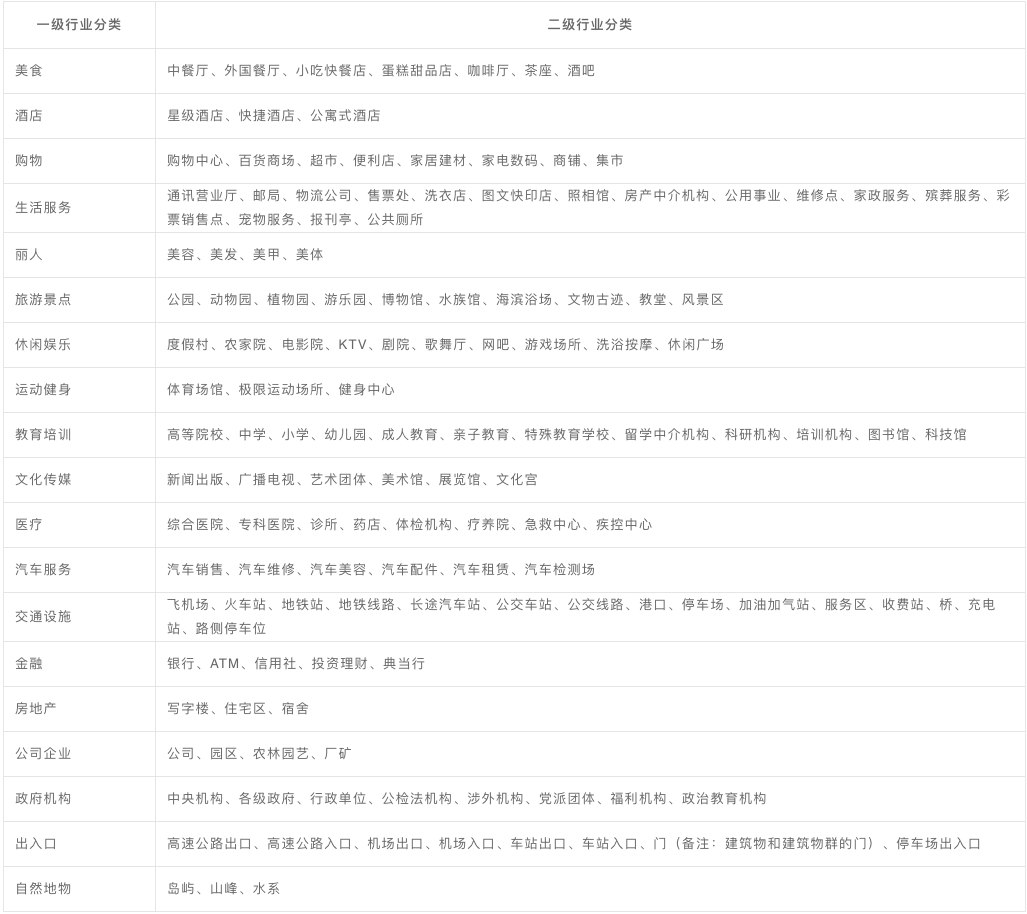 一级行业分类 二级行业分类
美食 中餐厅、外国餐厅、小吃快餐店、蛋糕甜品店、咖啡厅、茶座、酒吧
酒店 星级酒店、快捷酒店、公寓式酒店
购物 购物中心、百货商场、超市、便利店、家居建材、家电数码、商铺、集市
生活服务 通讯营业厅、邮局、物流公司、售票处、洗衣店、图文快印店、照相馆、房产中介机构、公用事业、维修点、家政服务、殡葬服务、彩
票销售点、宠物服务、报刊亭、公共厕所
丽人 美容、美发、美甲、美体
旅游景点 公园、动物园、植物园、游乐园、博物馆、水族馆、海滨浴场、文物古迹、教堂、风景区
休闲娱乐 度假村、农家院、电影院、KTV、剧院、歌舞厅、网吧、游戏场所、洗浴按摩、休闲广场
运动健身 体育场馆、极限运动场所、健身中心
教育培训 高等院校、中学、小学、幼儿园、成人教育、亲子教育、特殊教育学校、留学中介机构、科研机构、培训机构、图书馆、科技馆
文化传媒 新闻出版、广播电视、艺术团体、美术馆、展览馆、文化宫
医疗 综合医院、专科医院、诊所、药店、体检机构、疗养院、急救中心、疾控中心
汽车服务 汽车销售、汽车维修、汽车美容、汽车配件、汽车租赁、汽车检测场
交通设施 飞机场、火车站、地铁站、地铁线路、长途汽车站、公交车站、公交线路、港口、停车场、加油加气站、服务区、收费站、桥、充电
站、路侧停车位
金融 银行、ATM、信用社、投资理财、典当行
房地产 写字楼、住宅区、宿舍
公司企业 公司、园区、农林园艺、厂矿
政府机构 中央机构、各级政府、行政单位、公检法机构、涉外机构、党派团体、福利机构、政治教育机构
出入口 高速公路出口、高速公路入口、机场出口、机场入口、车站出口、车站入口、门（备注：建筑物和建筑物群的门）、停车场出入口
自然地物 岛屿、山峰、水系